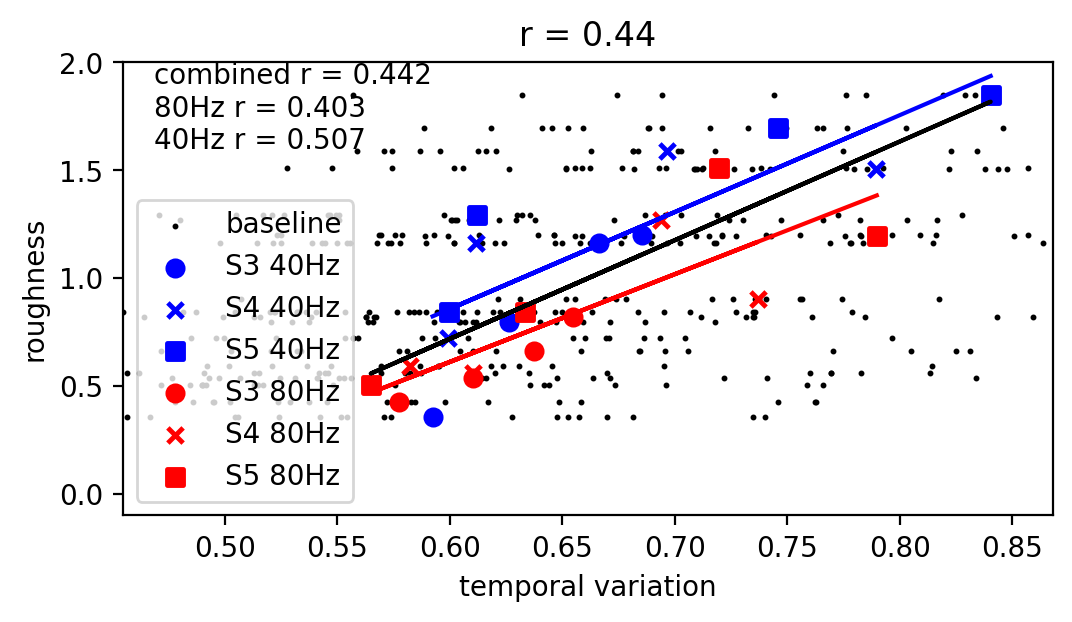 r = 0.44
combined r = 0.442
80Hz r = 0.403
40Hz r = 0.507
baseline
S3 40Hz
S4 40Hz
S5 40Hz
S3 80Hz
S4 80Hz
S5 80Hz
roughness
2.0
1.5
1.0
0.5
0.0
0.50 0.55 0.60 0.65 0.70 0.75 0.80 0.85
temporal variation